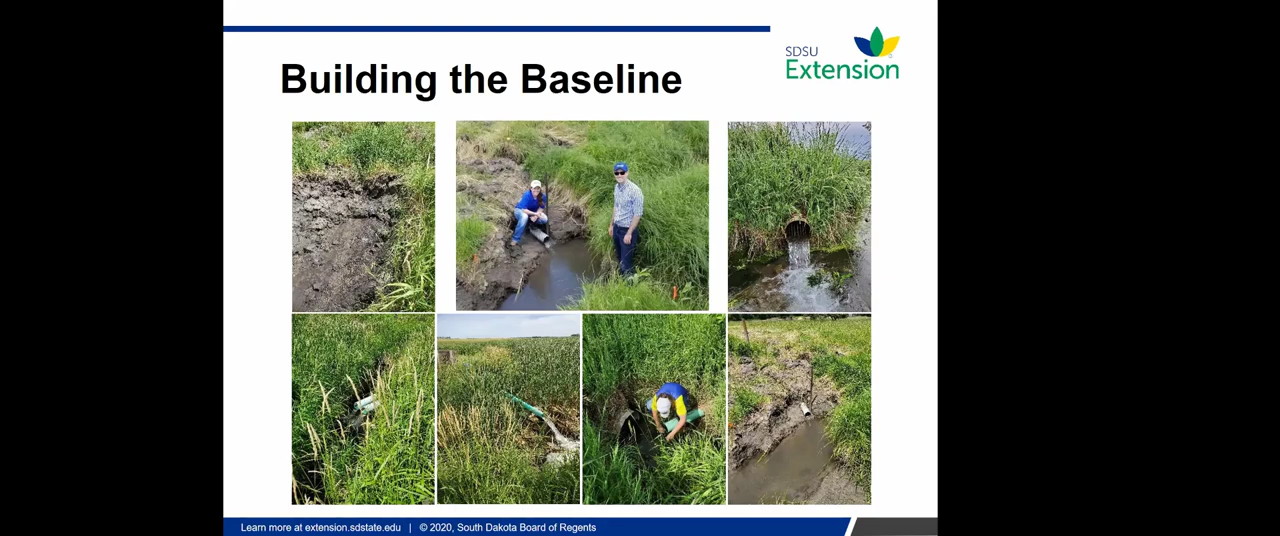 SDSU
Extension
Building the Baseline
Learn more at extension.sdstate.edu | © 2020, South Dakota Board of Regents